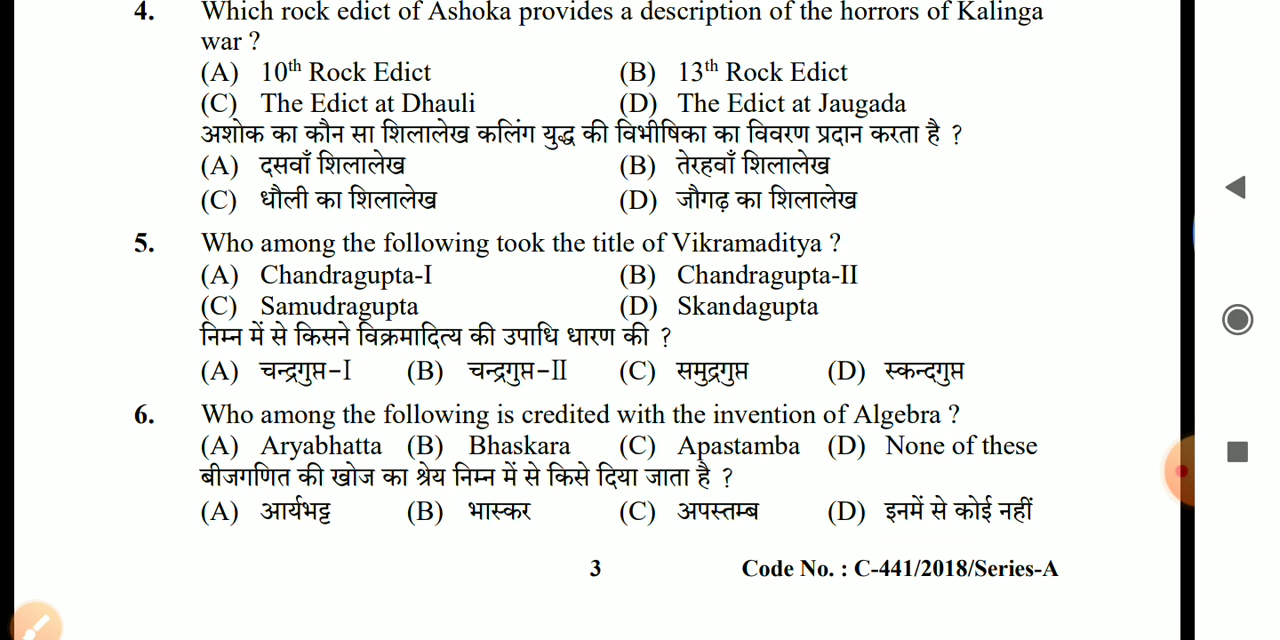 4. Which rock edict of Ashoka provides a description of the horrors of Kalinga
war ?
(A) 10th Rock Edict (B) 13th Rock Edict
(C) The Edict at Dhauli (D) The Edict at Jaugada
अशोक का कौन सा शिलालेख कलिंग युद्ध की विभीषिका का विवरण प्रदान करता है ?
(A) दसवाँ शिलालेख (B) तेरहवाँ शिलालेख
(C) धौली का शिलालेख (D) जौगढ़ का शिलालेख
5. Who among the following took the title of Vikramaditya ?
(A) Chandragupta-I (B) Chandragupta-II
(C) Samudragupta (D) Skandagupta
निम्न में से किसने विक्रमादित्य की उपाधि धारण की ?
(A) चन्द्रगुप्त-I (B) चन्द्रगुप्त-II (C) समुद्रगुप्त (D) स्कन्दगुप्त
6. Who among the following is credited with the invention of Algebra ?
(A) Aryabhatta (B) Bhaskara (C) Apastamba (D) None of these
बीजगणित की खोज का श्रेय निम्न में से किसे दिया जाता है ?
(A) आर्यभट्ट (B) भास्कर (C) अपस्तम्ब (D) इनमें से कोई नहीं
3 Code No. : C-441/2018/Series-A